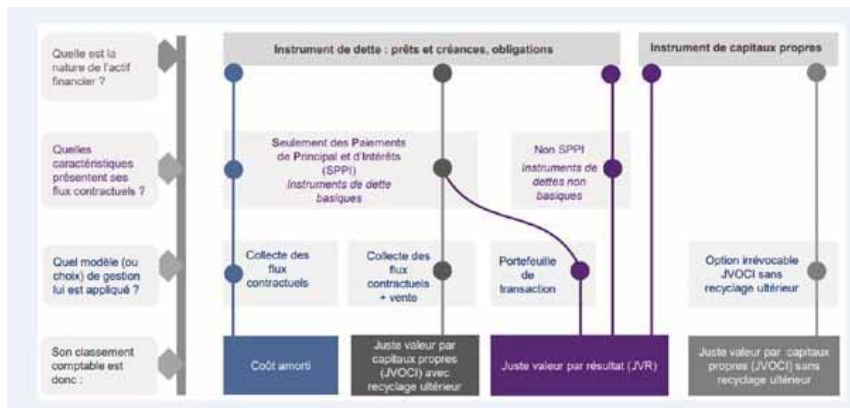 Quelle est la
nature de l'actif
financier ?
Instrument de dette : prêts et créances, obligations
Instrument de capitaux propres
Quelles
caractéristiques
présentent ses
flux contractuels ?
Seulement des Paiements
de Principal et d'Intérêts
(SPPI)
Instruments de dette
basiques
Non SPPI
Instruments de
dettes non
basiques
Quel modèle (ou
choix) de gestion
lui est appliqué ?
Collecte des
flux
contractuels
Collecte des
flux
contractuels
+ vente
Portefeuille
de
transaction
Option irrévocable
JVOCI sans
recyclage ultérieur
Son classement
comptable est
donc :
Coût amorti
Juste valeur par
capitaux propres
(JVOCI) avec
recyclage ultérieur
Juste valeur par résultat (JVR)
Juste valeur par capitaux
propres (JVOCI) sans
recyclage ultérieur